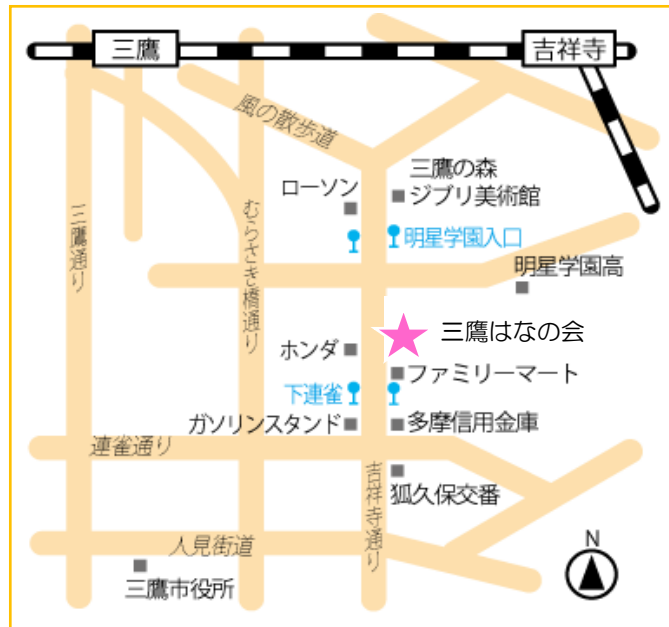 三鷹
吉祥寺
風の散歩道
三鷹の森
ジブリ美術館
ローソン
明星学園入口
三鷹通り
むらさき橋通り
明星学園高
三鷹はなの会
ホンダ
ファミリーマート
下連雀
ガソリンスタンド
多摩信用金庫
連雀通り
狐久保交番
吉祥寺通り
人見街道
三鷹市役所
N